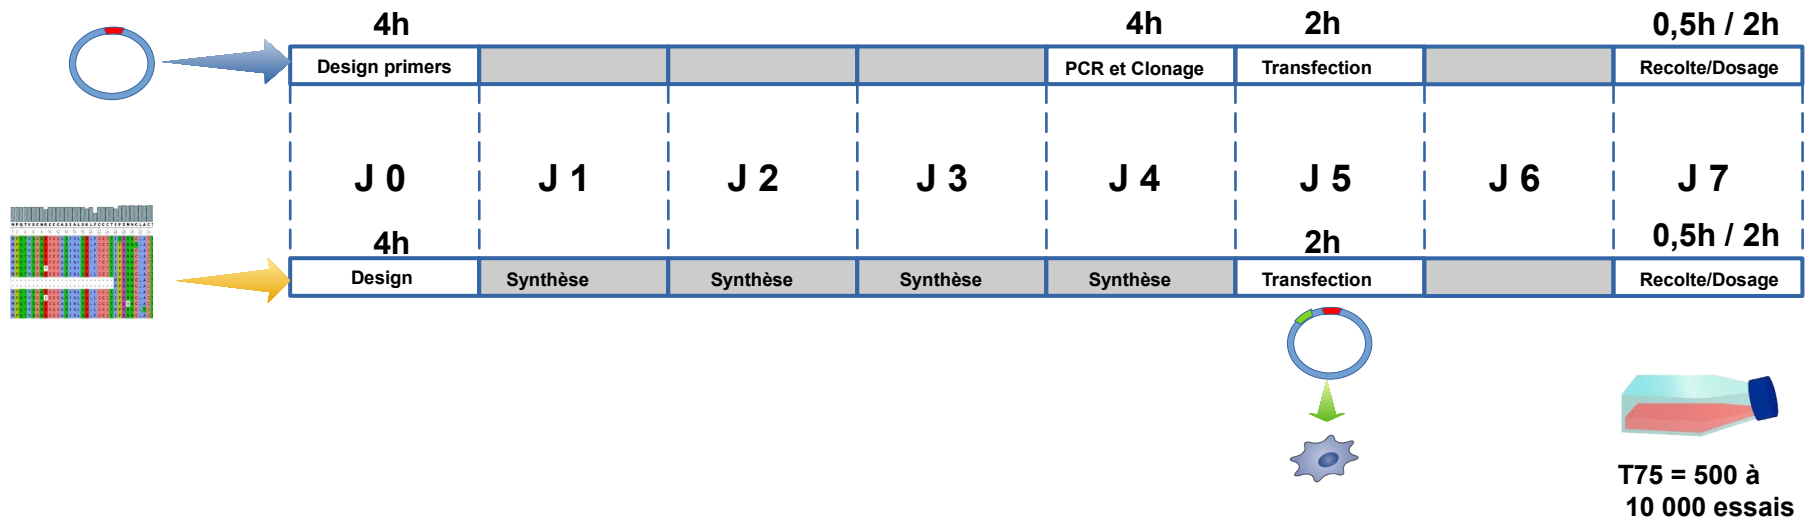 4h
4h
2h
0,5h / 2h
Design primers
PCR et Clonage
Transfection
Recolte/Dosage
J 0
J 1
J 2
J 3
J 4
J 5
J 6
J 7
4h
2h
0,5h / 2h
Design
Synthèse
Synthèse
Synthèse
Synthèse
Transfection
Recolte/Dosage
T75 = 500 à
10 000 essais